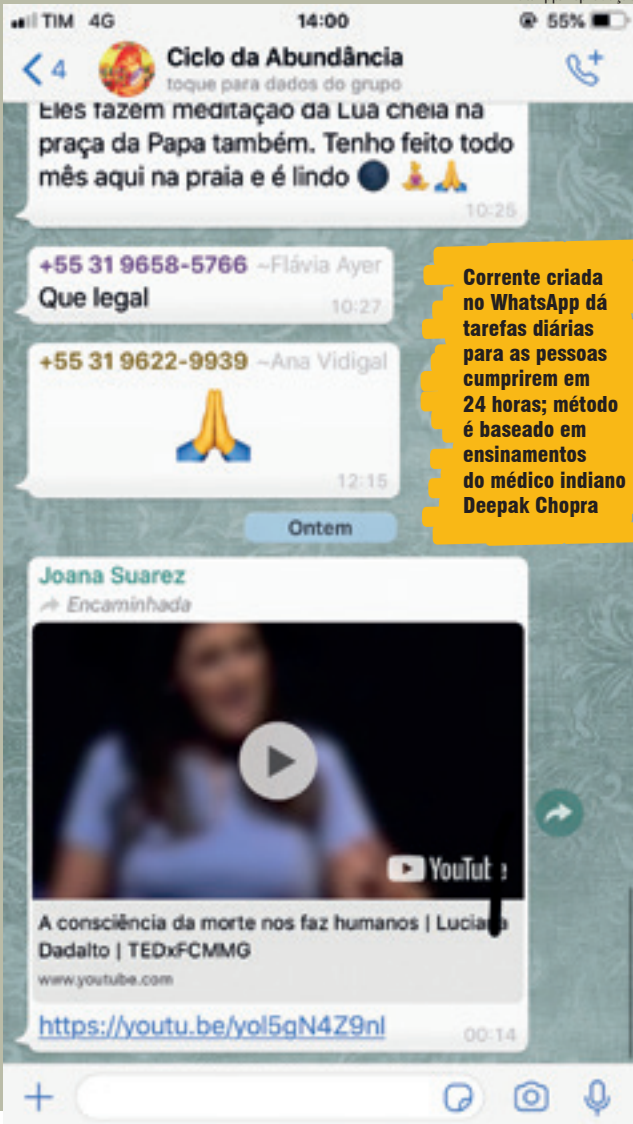 TIM 4G 14:00 55%
4 Ciclo da Abundância
toque para dados do grupo
Eles fazem meditação da Lua cheia na
praça da Papa também. Tenho feito todo
mês aqui na praia e é lindo 🌑 🧘 🙏
10:25
+55 31 9658-5766 ~Flávia Ayer
Que legal 10:27
+55 31 9622-9939 ~Ana Vidigal
🙏
12:15
Corrente criada
no WhatsApp dá
tarefas diárias
para as pessoas
cumprirem em
24 horas; método
é baseado em
ensinamentos
do médico indiano
Deepak Chopra
Ontem
Joana Suarez
Encaminhada
YouTube
A consciência da morte nos faz humanos | Luciana
Dadalto | TEDxFCMMG
www.youtube.com
https://youtu.be/yol5gN4Z9nI 00:14